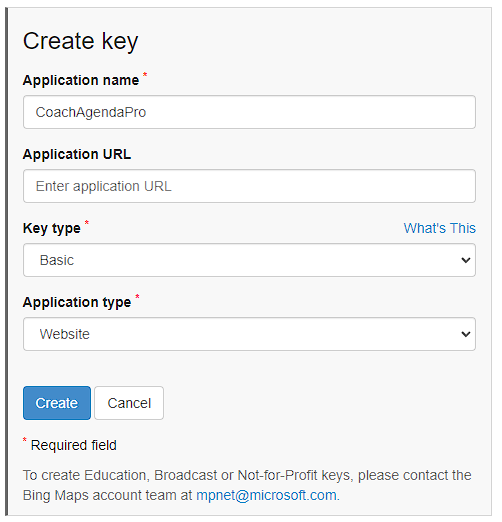 Create key
Application name *
CoachAgendaPro
Application URL
Enter application URL
Key type *
What's This
Basic
Application type *
Website
Create
Cancel
* Required field
To create Education, Broadcast or Not-for-Profit keys, please contact the
Bing Maps account team at mpnet@microsoft.com.